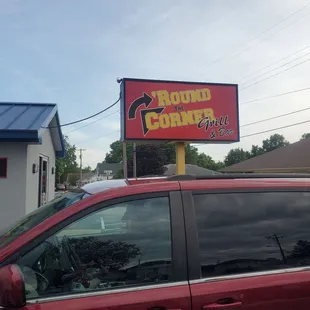 'ROUND
THE
CORNER
Grill
& Bar